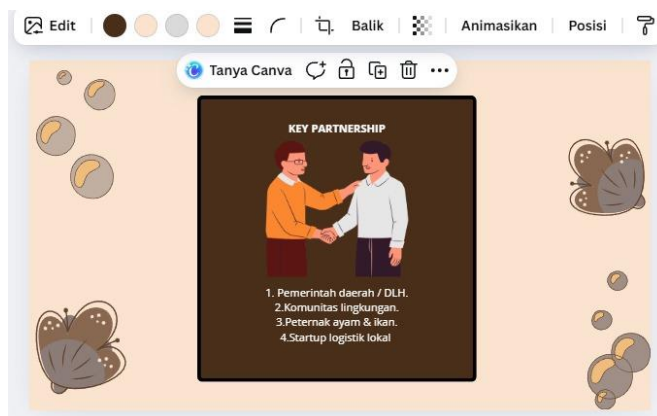 Edit
Balik
Animasikan
Posisi
Tanya Canva
KEY PARTNERSHIP
1. Pemerintah daerah / DLH.
2.Komunitas lingkungan.
3.Peternak ayam & ikan.
4.Startup logistik lokal